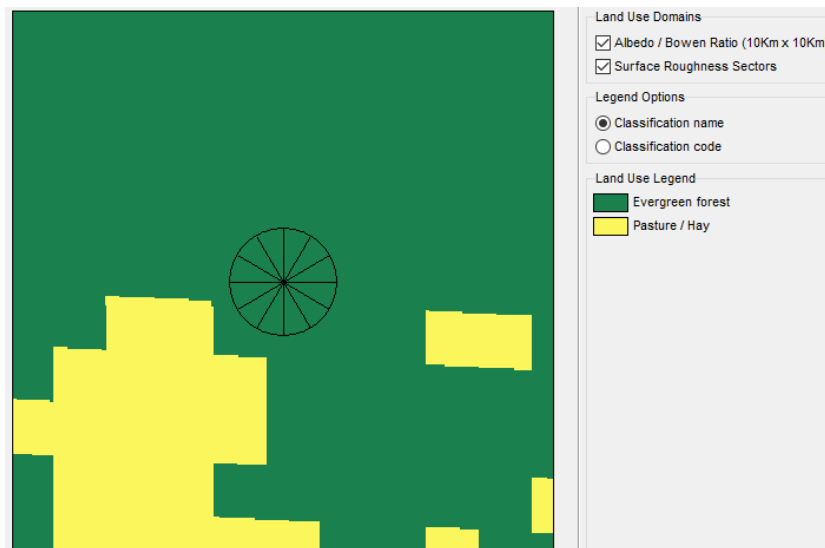 Land Use Domains
Albedo / Bowen Ratio (10Km x 10Km
Surface Roughness Sectors
Legend Options
Classification name
Classification code
Land Use Legend
Evergreen forest
Pasture / Hay